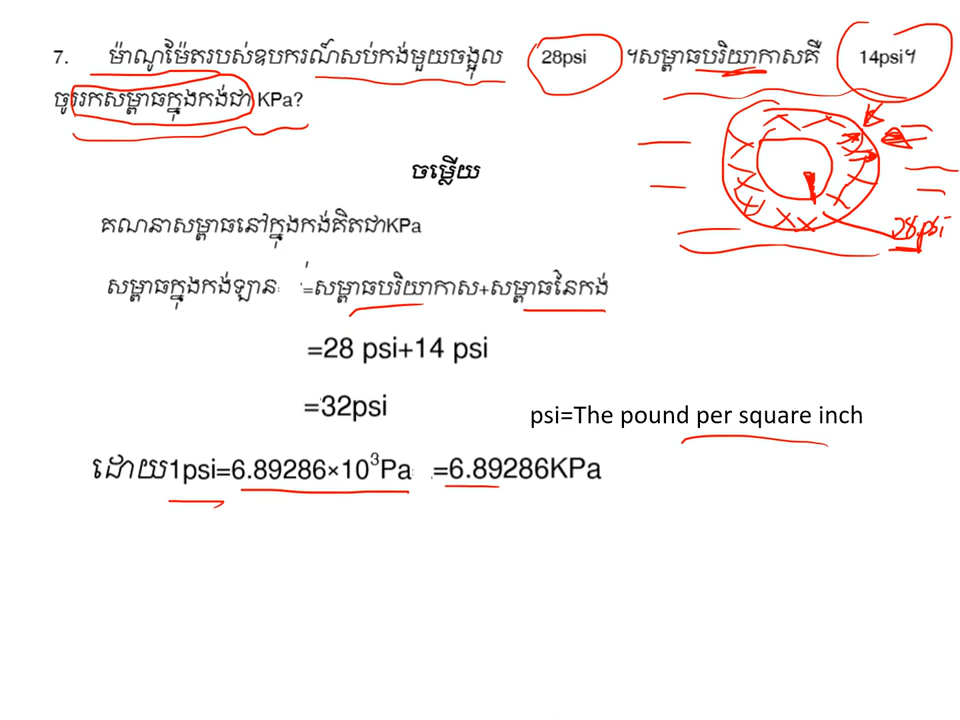 7. ម៉ាណូម៉ែតរបស់ឧបករណ៍សប់កង់មួយចង្អុល 28psi ។សម្ពាធបរិយាកាសគឺ 14psi។
ចូររកសម្ពាធក្នុងកង់ជា KPa?
28psi
ចម្លើយ
គណនាសម្ពាធនៅក្នុងកង់គិតជាKPa
សម្ពាធក្នុងកង់ឡាន =សម្ពាធបរិយាកាស+សម្ពាធនៃកង់
=28 psi+14 psi
=32psi
psi=The pound per square inch
ដោយ1psi=6.89286×10³Pa =6.89286KPa